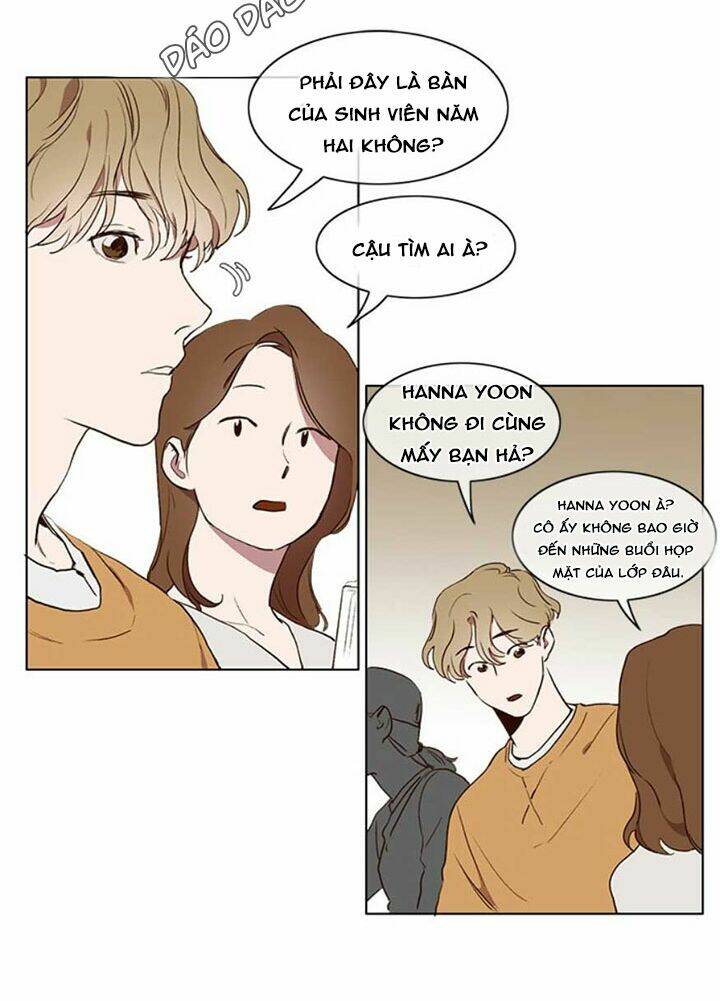 DÁO DÁC
PHẢI ĐÂY LÀ BÀN
CỦA SINH VIÊN NĂM
HAI KHÔNG?
CẬU TÌM AI À?
HANNA YOON
KHÔNG ĐI CÙNG
MẤY BẠN HẢ?
HANNA YOON À?
CÔ ẤY KHÔNG BAO GIỜ
ĐẾN NHỮNG BUỔI HỌP
MẶT CỦA LỚP ĐÂU.